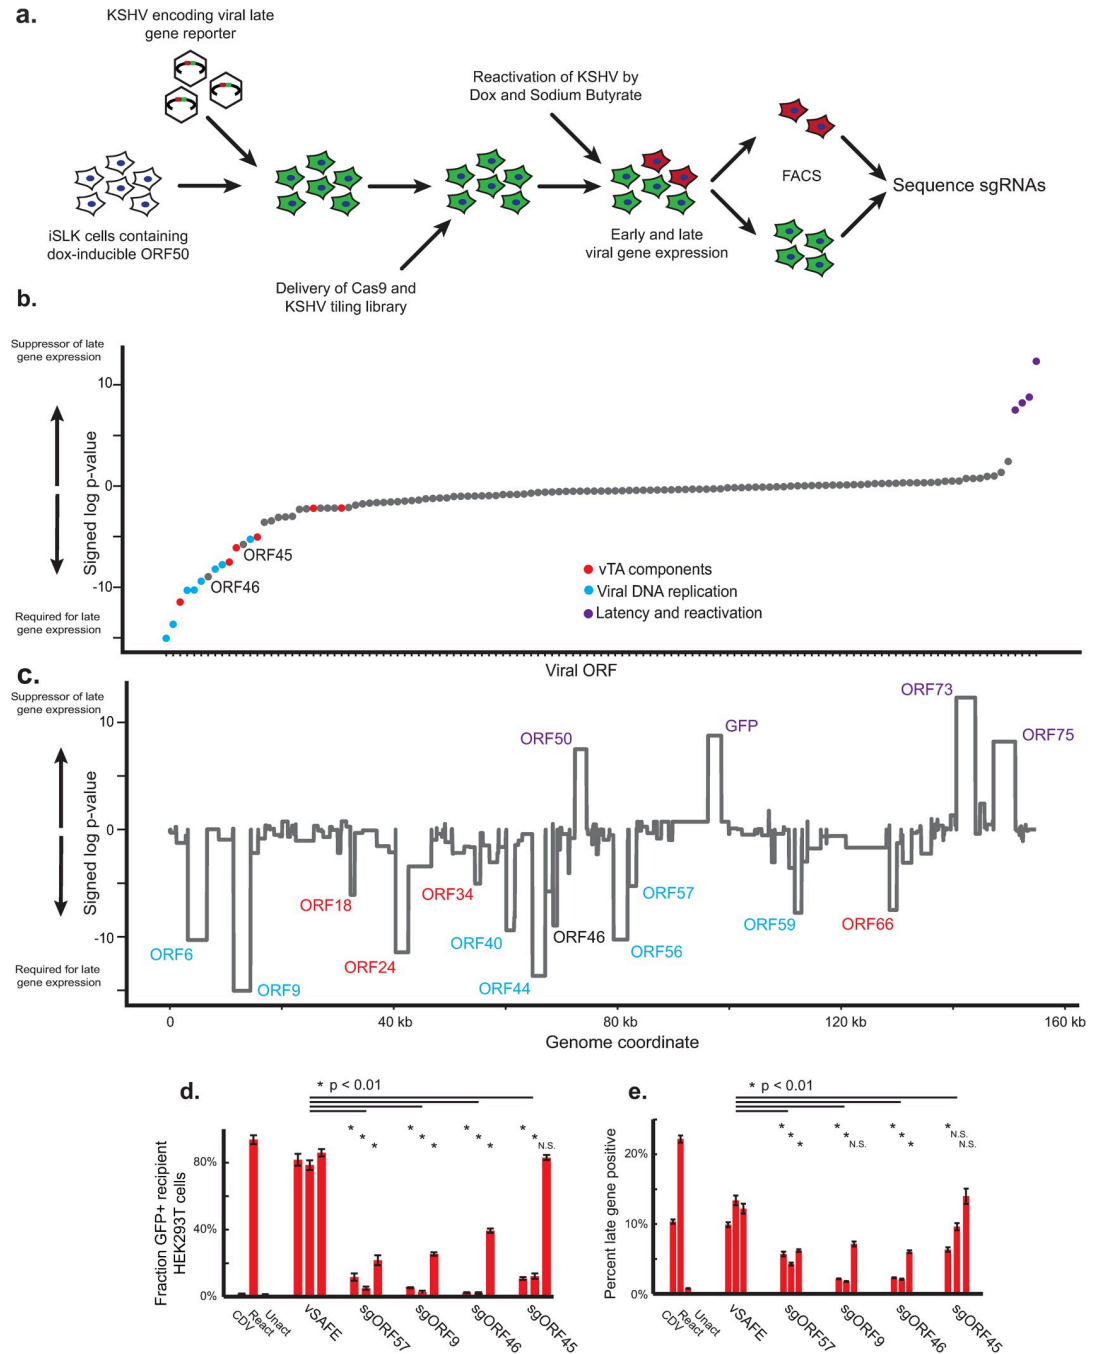 a.
KSHV encoding viral late
gene reporter
Reactivation of KSHV by
Dox and Sodium Butyrate
FACS
Sequence sgRNAs
iSLK cells containing
dox-inducible ORF50
Early and late
viral gene expression
Delivery of Cas9 and
KSHV tiling library
b.
Suppressor of late
gene expression
10
0
-10
Signed log p-value
Required for late
gene expression
ORF45
ORF46
vTA components
Viral DNA replication
Latency and reactivation
Viral ORF
c.
Suppressor of late
gene expression
10
0
-10
Signed log p-value
Required for late
gene expression
ORF73
GFP
ORF75
ORF50
ORF18
ORF34
ORF57
ORF59
ORF66
ORF6
ORF24
ORF40
ORF46
ORF56
ORF9
ORF44
0
40 kb
80 kb
120 kb
160 kb
Genome coordinate
d.
* p < 0.01
* * * * * * * * * * * N.S.
Fraction GFP+ recipient
HEK293T cells
80%
40%
0%
CDV
React
Unact
vSAFE
sgORF57
sgORF9
sgORF46
sgORF45
e.
* p < 0.01
* * * * * N.S. * * * * N.S. N.S.
Percent late gene positive
20%
10%
0%
CDV
React
Unact
vSAFE
sgORF57
sgORF9
sgORF46
sgORF45